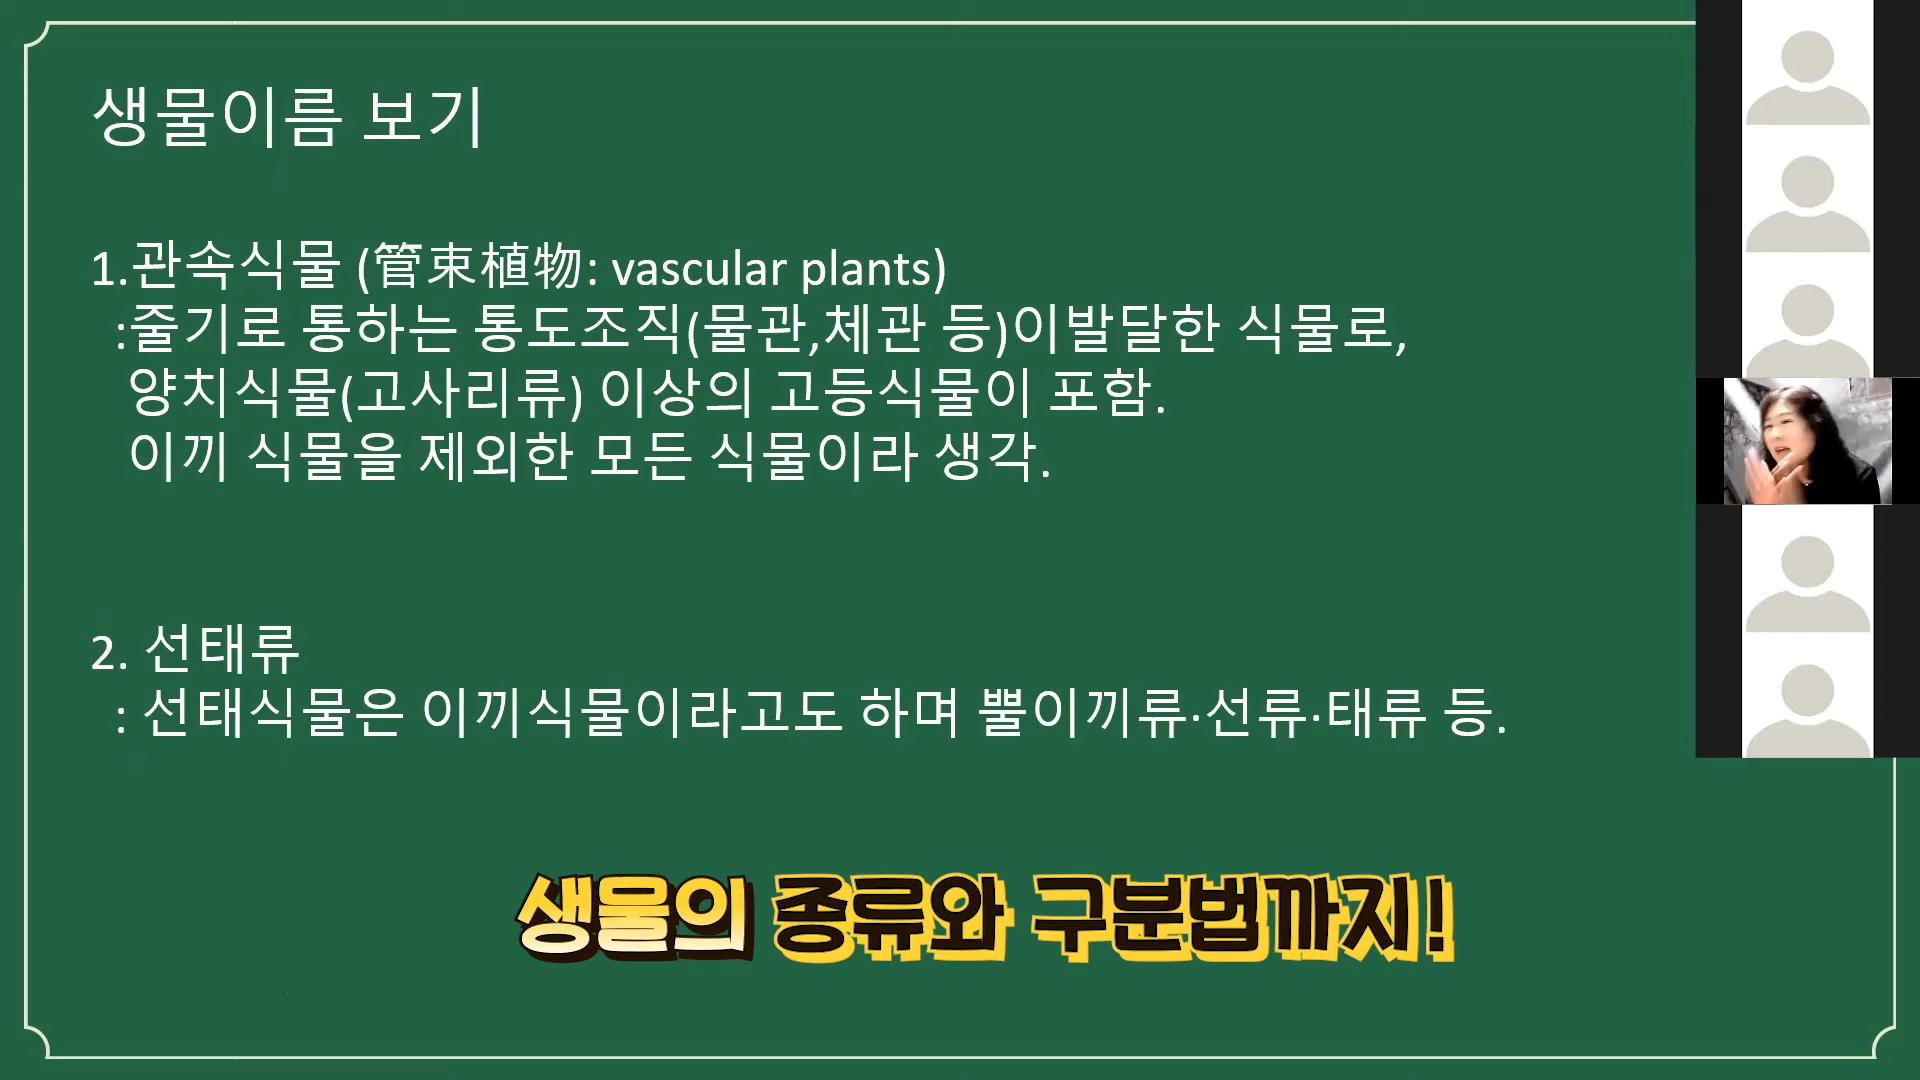 생물이름 보기
1.관속식물 (管束植物: vascular plants)
:줄기로 통하는 통도조직(물관,체관 등)이발달한 식물로,
양치식물(고사리류) 이상의 고등식물이 포함.
이끼 식물을 제외한 모든 식물이라 생각.
2. 선태류
: 선태식물은 이끼식물이라고도 하며 뿔이끼류·선류·태류 등.
생물의 종류와 구분법까지!